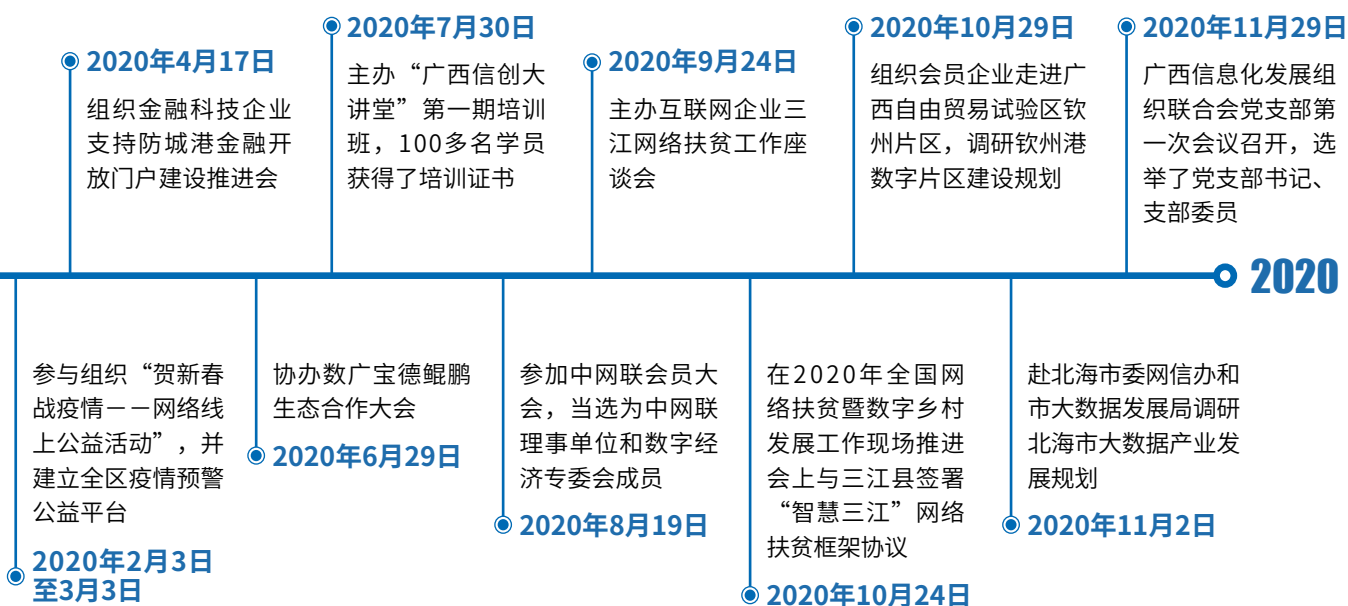 2020年4月17日
组织金融科技企业
支持防城港金融开
放门户建设推进会
2020年7月30日
主办“广西信创大
讲堂”第一期培训
班，100多名学员
获得了培训证书
2020年9月24日
主办互联网企业三
江网络扶贫工作座
谈会
2020年10月29日
组织会员企业走进广
西自由贸易试验区钦
州片区，调研钦州港
数字片区建设规划
2020年11月29日
广西信息化发展组
织联合会党支部第
一次会议召开，选
举了党支部书记、
支部委员
2020
参与组织“贺新春
战疫情－－网络线
上公益活动”，并
建立全区疫情预警
公益平台
2020年2月3日
至3月3日
协办数广宝德鲲鹏
生态合作大会
2020年6月29日
参加中网联会员大
会，当选为中网联
理事单位和数字经
济专委会成员
2020年8月19日
在2020年全国网
络扶贫暨数字乡村
发展工作现场推进
会上与三江县签署
“智慧三江”网络
扶贫框架协议
2020年10月24日
赴北海市委网信办和
市大数据发展局调研
北海市大数据产业发
展规划
2020年11月2日